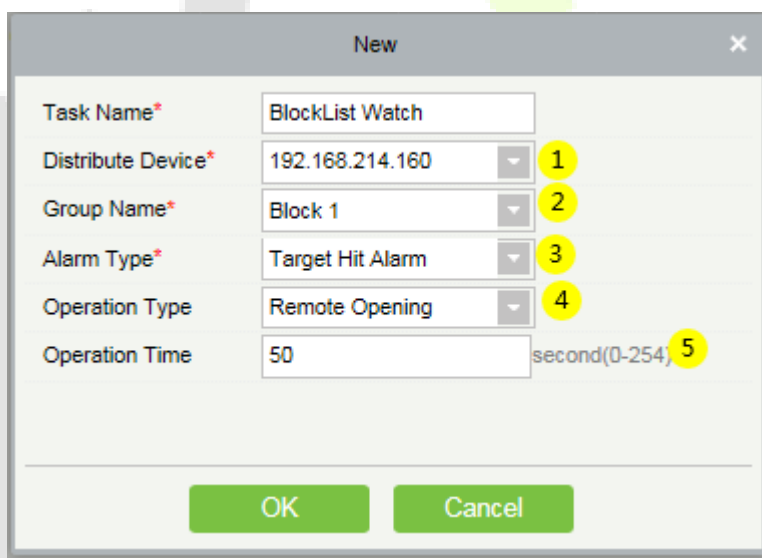 New ×
Task Name* BlockList Watch
Distribute Device* 192.168.214.160 1
Group Name* Block 1 2
Alarm Type* Target Hit Alarm 3
Operation Type Remote Opening 4
Operation Time 50 second(0-254) 5
OK Cancel